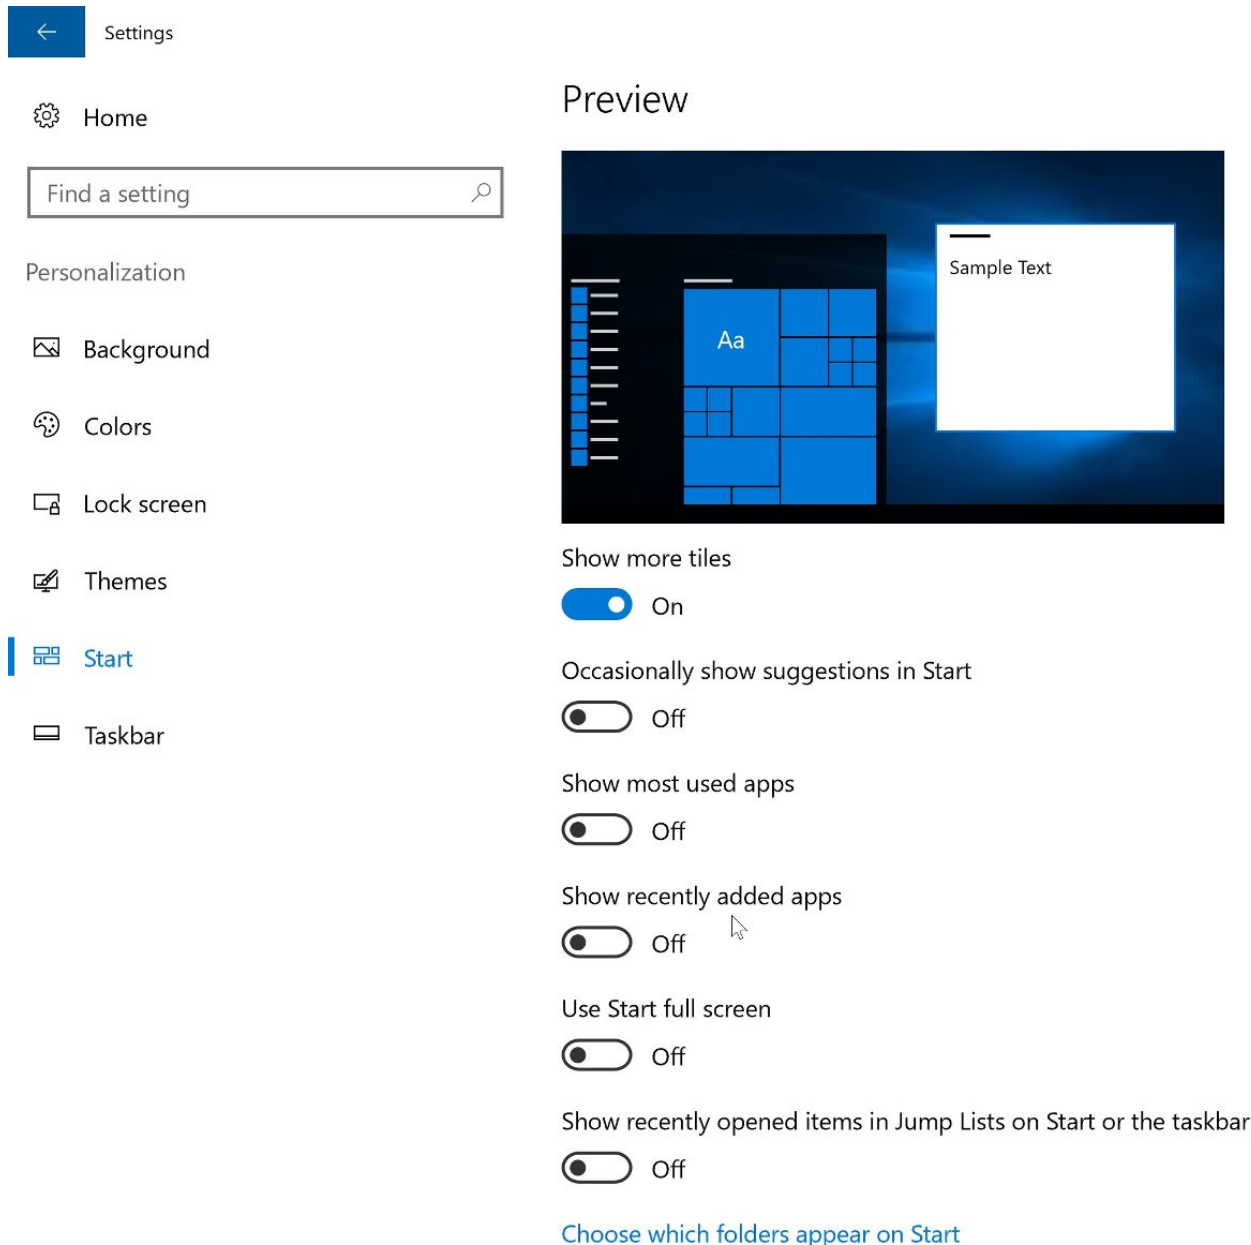 Settings
Home
Find a setting
Personalization
Background
Colors
Lock screen
Themes
Start
Taskbar
Preview
Aa
Sample Text
Show more tiles
On
Occasionally show suggestions in Start
Off
Show most used apps
Off
Show recently added apps
Off
Use Start full screen
Off
Show recently opened items in Jump Lists on Start or the taskbar
Off
Choose which folders appear on Start